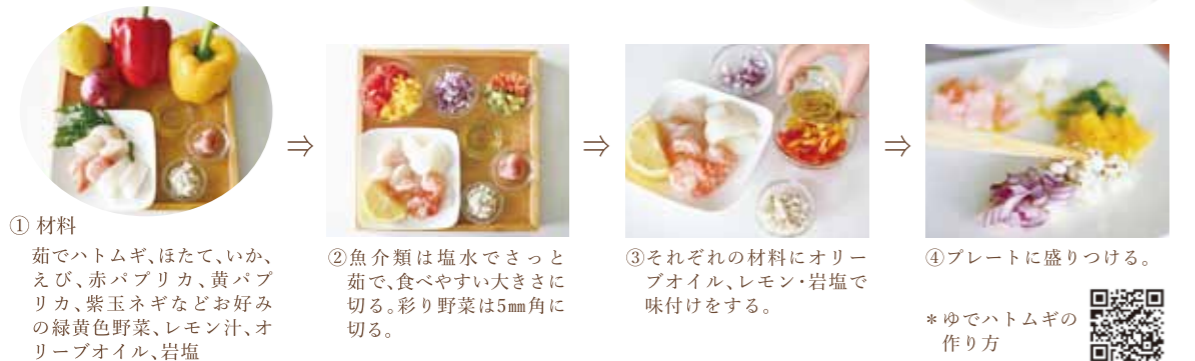 ① 材料
茹でハトムギ、ほたて、いか、
えび、赤パプリカ、黄パプ
リカ、紫玉ネギなどお好み
の緑黄色野菜、レモン汁、オ
リーブオイル、岩塩
⇒
②魚介類は塩水でさっと
茹で、食べやすい大きさに
切る。彩り野菜は5㎜角に
切る。
⇒
③それぞれの材料にオリー
ブオイル、レモン・岩塩で
味付けをする。
⇒
④プレートに盛りつける。
＊ゆでハトムギの
作り方